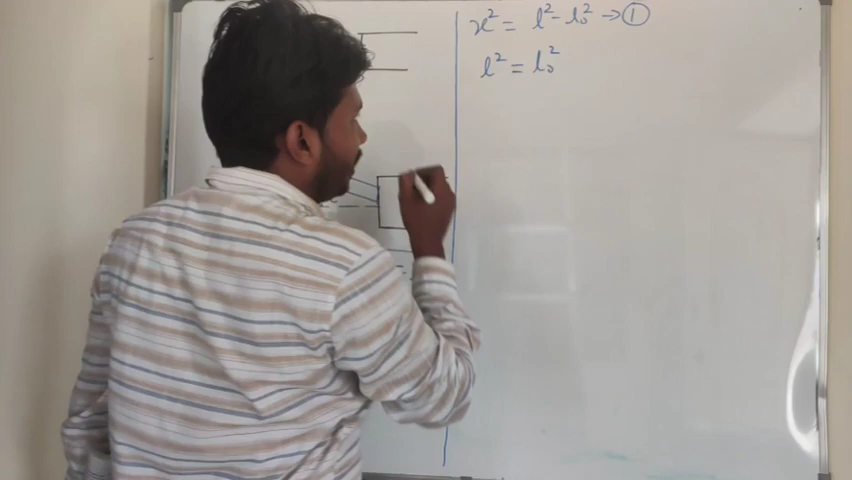 x² = l² - l₀² → ①
l² = l₀²